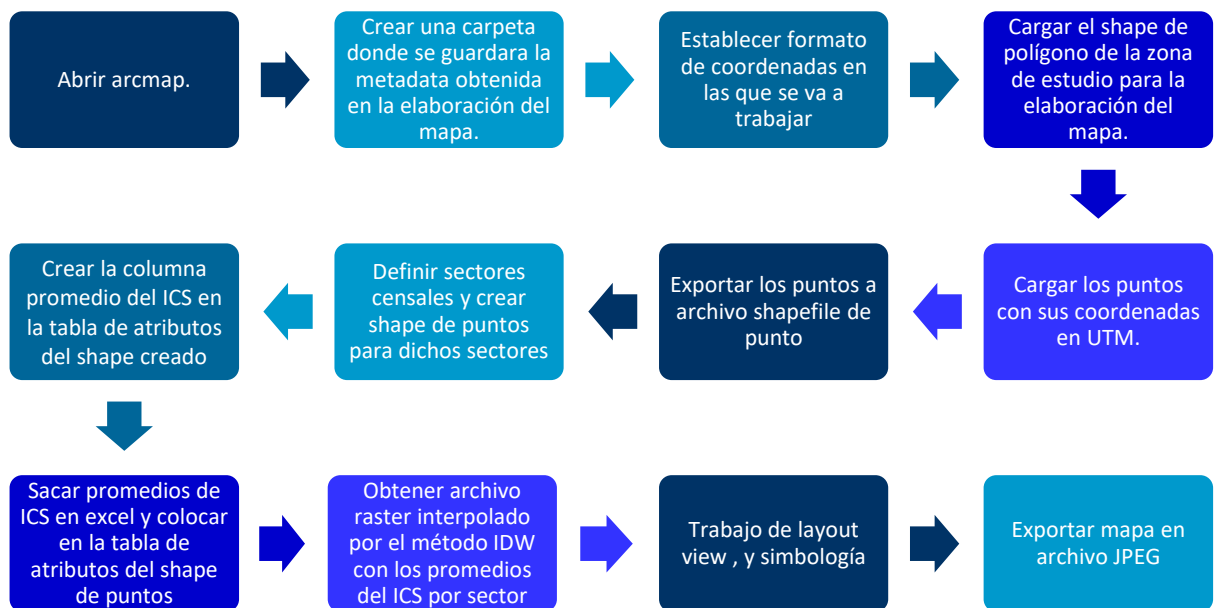 Abrir arcmap.
Crear una carpeta
donde se guardara la
metadata obtenida
en la elaboración del
mapa.
Establecer formato
de coordenadas en
las que se va a
trabajar
Cargar el shape de
polígono de la zona
de estudio para la
elaboración del
mapa.
Cargar los puntos
con sus coordenadas
en UTM.
Exportar los puntos a
archivo shapefile de
punto
Definir sectores
censales y crear
shape de puntos
para dichos sectores
Crear la columna
promedio del ICS en
la tabla de atributos
del shape creado
Sacar promedios de
ICS en excel y colocar
en la tabla de
atributos del shape
de puntos
Obtener archivo
raster interpolado
por el método IDW
con los promedios
del ICS por sector
Trabajo de layout
view , y simbología
Exportar mapa en
archivo JPEG